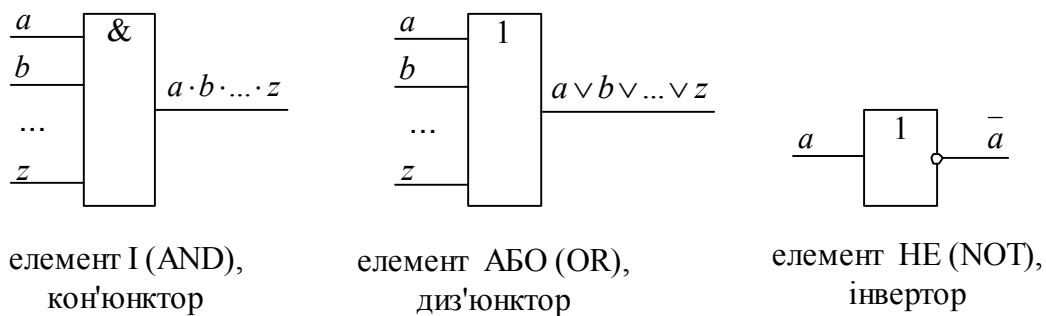 a
&
b
a · b · ... · z
...
z
елемент І (AND),
кон'юнктор
a
1
b
a ∨ b ∨ ... ∨ z
...
z
елемент АБО (OR),
диз'юнктор
a
1
a̅
елемент НЕ (NOT),
інвертор